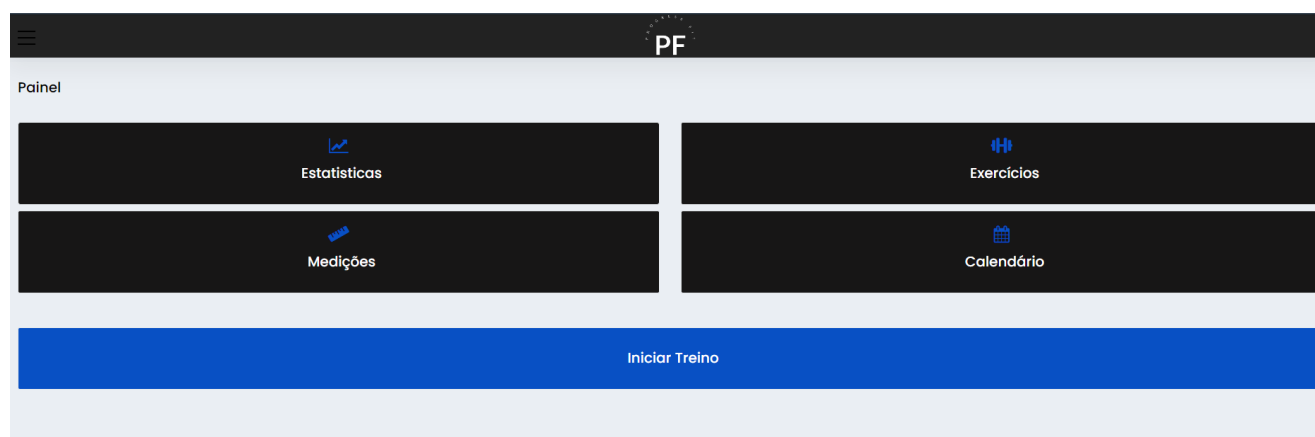 PF
Painel
Estatisticas
Exercícios
Medições
Calendário
Iniciar Treino